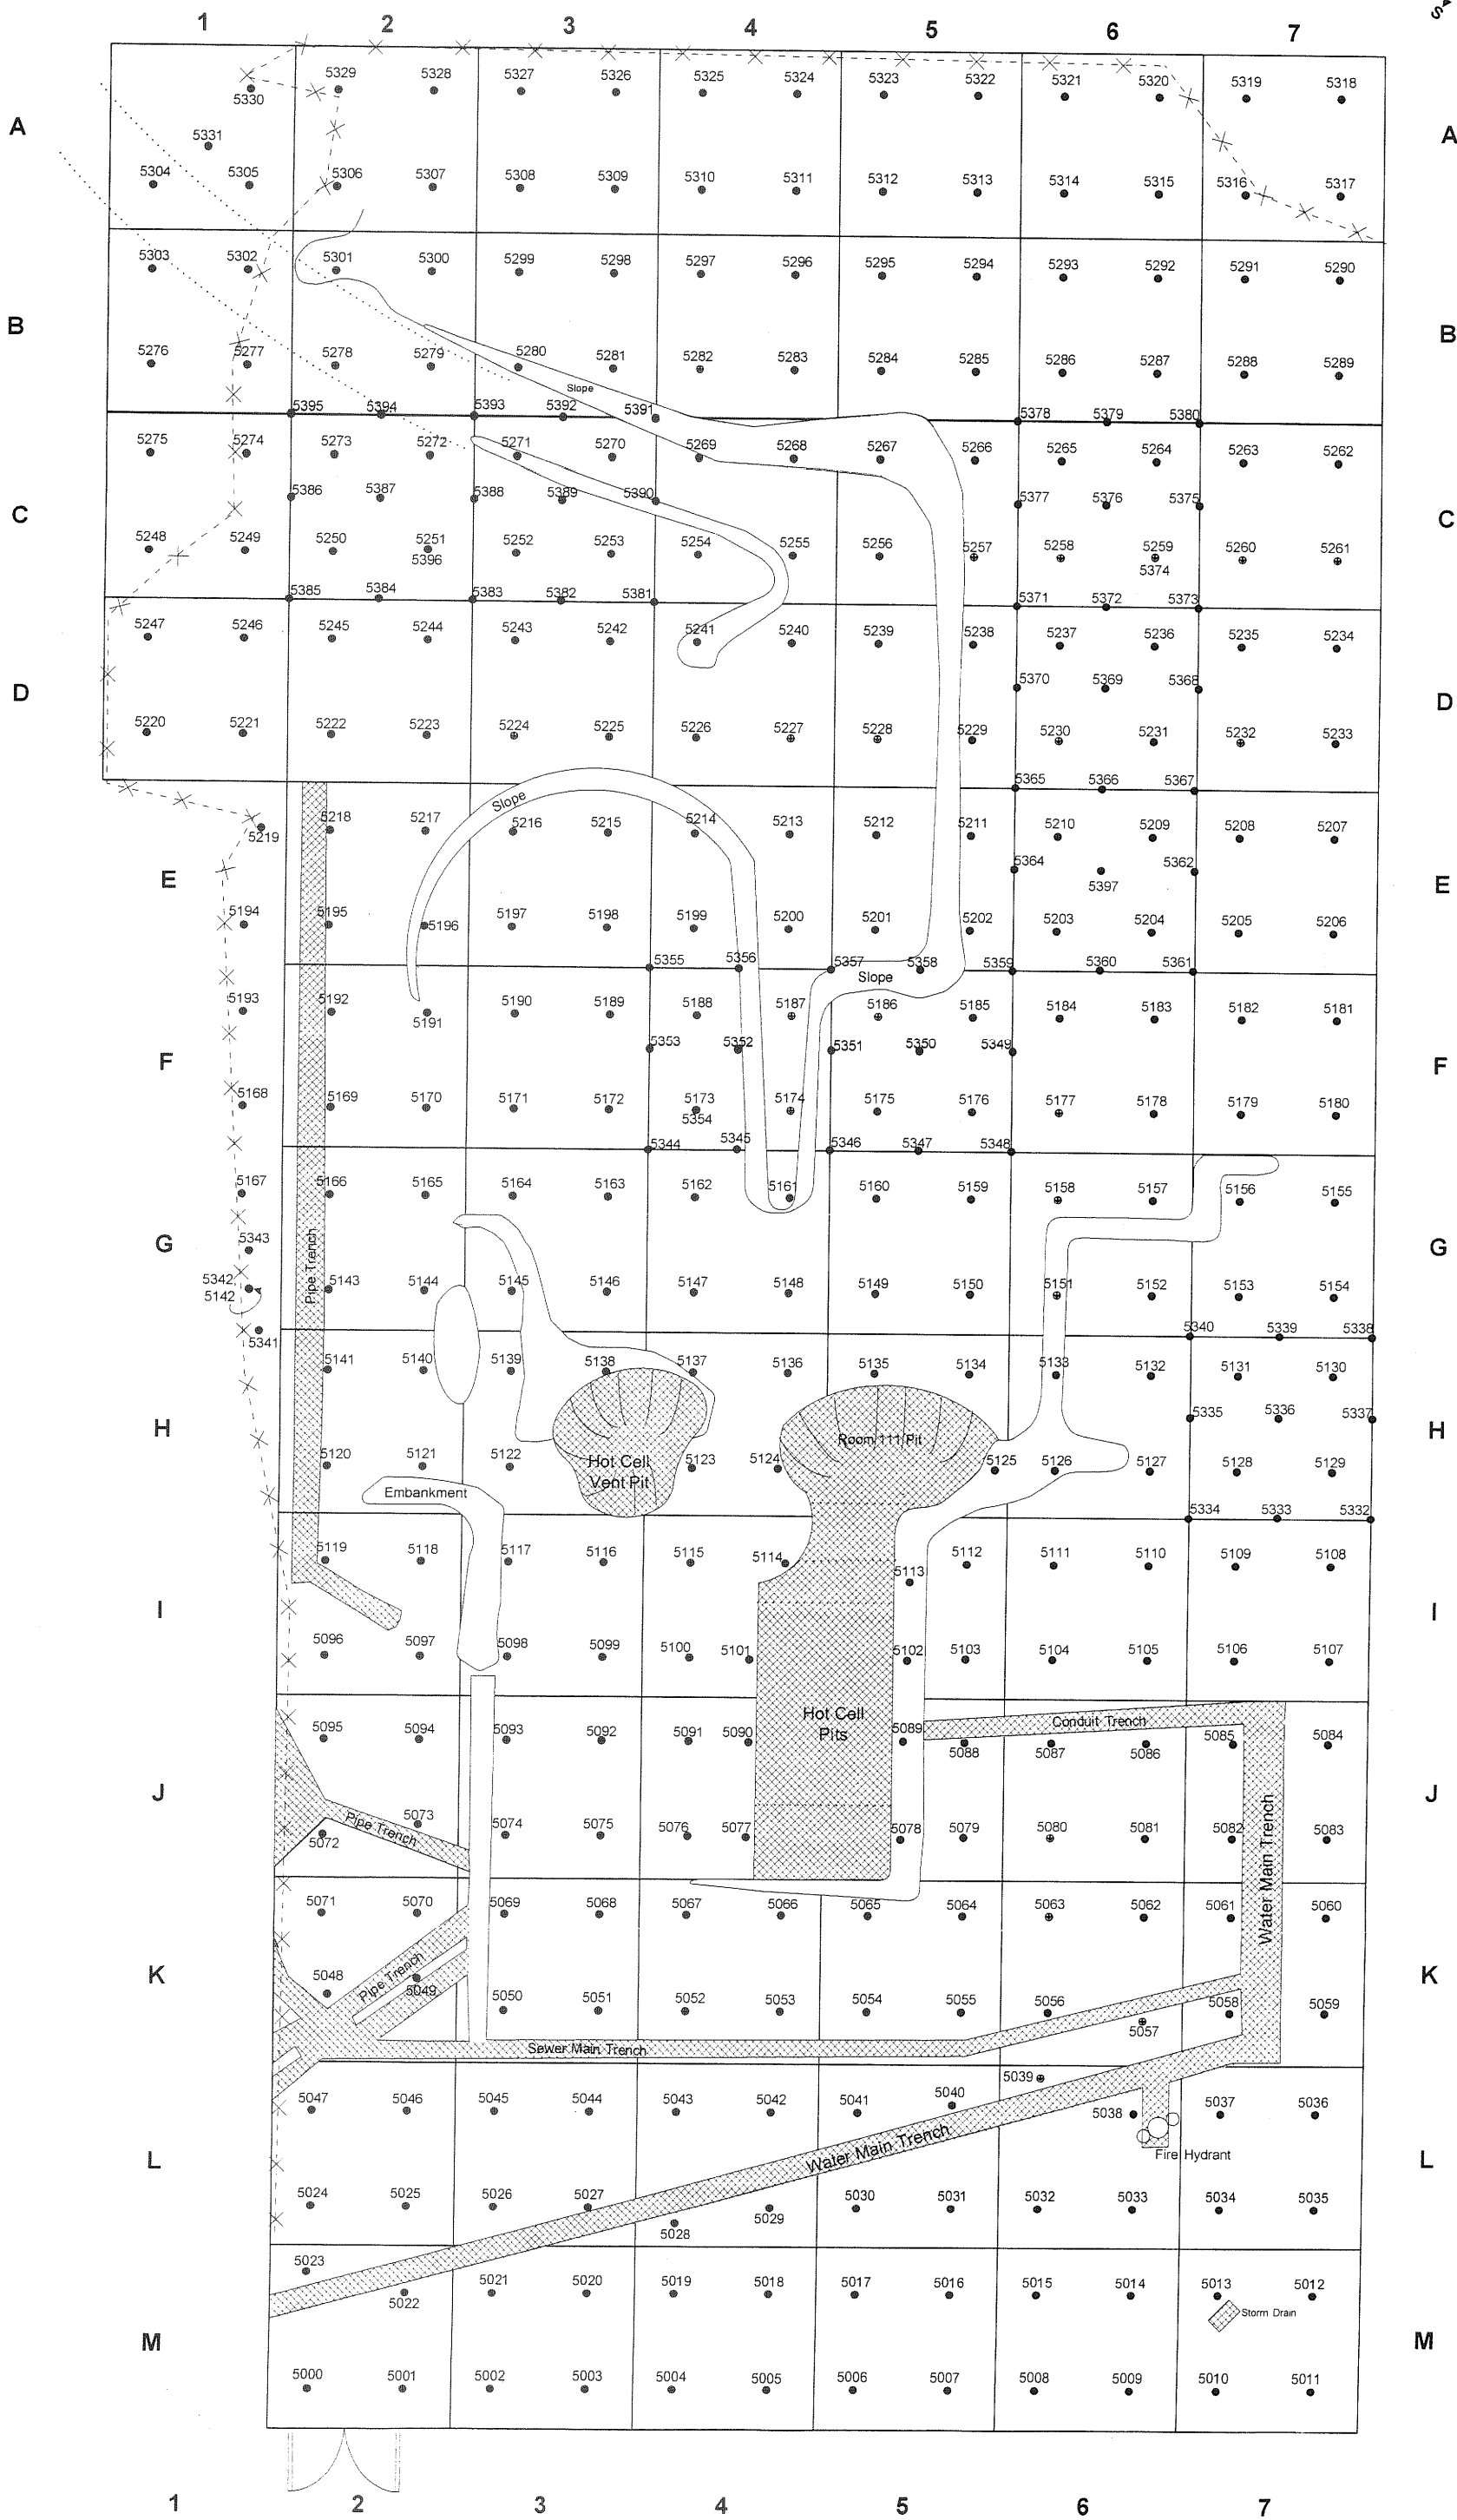 1 2 3 4 5 6 7
S
5329 5328 5327 5326 5325 5324 5323 5322 5321 5320 5319 5318
5330
A A
5331
5304 5305 5306 5307 5308 5309 5310 5311 5312 5313 5314 5315 5316 5317
5303 5302 5301 5300 5299 5298 5297 5296 5295 5294 5293 5292 5291 5290
B B
5276 5277 5278 5279 5280 5281 5282 5283 5284 5285 5286 5287 5288 5289
Slope
5395 5394 5393 5392 5391 5378 5379 5380
5275 5274 5273 5272 5271 5270 5269 5268 5267 5266 5265 5264 5263 5262
5386 5387 5388 5389 5390 5377 5376 5375
C C
5248 5249 5250 5251 5252 5253 5254 5255 5256 5257 5258 5259 5260 5261
5396 5374
5385 5384 5383 5382 5381 5371 5372 5373
5247 5246 5245 5244 5243 5242 5241 5240 5239 5238 5237 5236 5235 5234
D D
5370 5369 5368
5220 5221 5222 5223 5224 5225 5226 5227 5228 5229 5230 5231 5232 5233
5365 5366 5367
Slope
5219 5218 5217 5216 5215 5214 5213 5212 5211 5210 5209 5208 5207
E E
5364 5362
5397
5194 5195 5196 5197 5198 5199 5200 5201 5202 5203 5204 5205 5206
5355 5356 5357 5358 5359 5360 5361
Slope
5193 5192 5190 5189 5188 5187 5186 5185 5184 5183 5182 5181
5191
5353 5352 5351 5350 5349
F F
5168 5169 5170 5171 5172 5173 5174 5175 5176 5177 5178 5179 5180
5354
5344 5345 5346 5347 5348
5167 5166 5165 5164 5163 5162 5161 5160 5159 5158 5157 5156 5155
G G
5343
Pipe Trench
5342
5142 5143 5144 5145 5146 5147 5148 5149 5150 5151 5152 5153 5154
5341 5340 5339 5338
5141 5140 5139 5138 5137 5136 5135 5134 5133 5132 5131 5130
5335 5336 5337
H H
Room 111 Pit
5120 5121 5122 5123 5124 5125 5126 5127 5128 5129
Hot Cell
Vent Pit
Embankment
5334 5333 5332
5119 5118 5117 5116 5115 5114 5113 5112 5111 5110 5109 5108
I I
5096 5097 5098 5099 5100 5101 5102 5103 5104 5105 5106 5107
Hot Cell
Pits
Conduit Trench
5095 5094 5093 5092 5091 5090 5089 5088 5087 5086 5085 5084
J J
Pipe Trench
5072 5073 5074 5075 5076 5077 5078 5079 5080 5081 5082 5083
Water Main Trench
5071 5070 5069 5068 5067 5066 5065 5064 5063 5062 5061 5060
K K
Pipe Trench
5048 5049 5050 5051 5052 5053 5054 5055 5056 5057 5058 5059
Sewer Main Trench
5047 5046 5045 5044 5043 5042 5041 5040 5039 5038 5037 5036
Water Main Trench
Fire Hydrant
L L
5024 5025 5026 5027 5028 5029 5030 5031 5032 5033 5034 5035
5023 5022 5021 5020 5019 5018 5017 5016 5015 5014 5013 5012
Storm Drain
M M
5000 5001 5002 5003 5004 5005 5006 5007 5008 5009 5010 5011
1 2 3 4 5 6 7